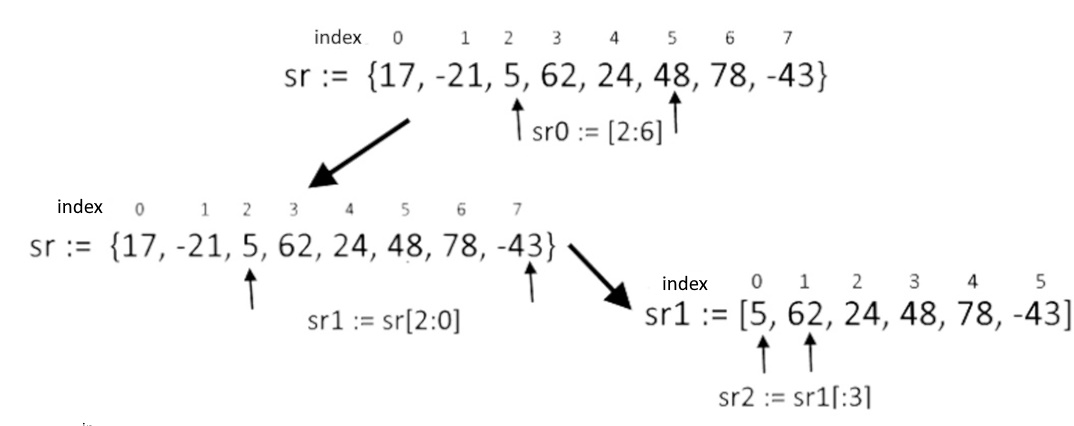 index 0 1 2 3 4 5 6 7
sr := {17, -21, 5, 62, 24, 48, 78, -43}
sr0 := [2:6]
index 0 1 2 3 4 5 6 7
sr := {17, -21, 5, 62, 24, 48, 78, -43}
sr1 := sr[2:0]
index 0 1 2 3 4 5
sr1 := [5, 62, 24, 48, 78, -43]
sr2 := sr1[:3]